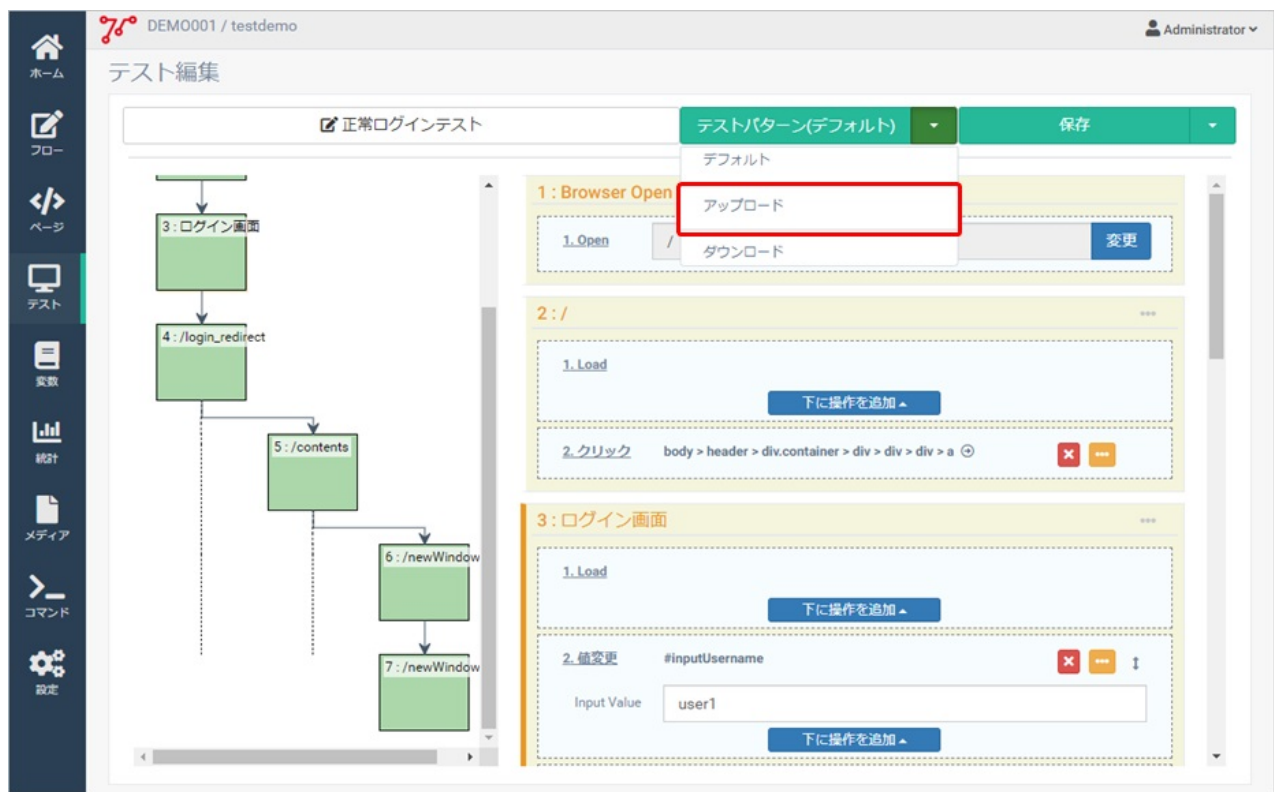 DEMO001 / testdemo
Administrator
ホーム
フロー
ページ
テスト
変数
統計
メディア
コマンド
設定
テスト編集
正常ログインテスト
テストパターン(デフォルト)
保存
デフォルト
アップロード
ダウンロード
3 : ログイン画面
4 : /login_redirect
5 : /contents
6 : /newWindow
7 : /newWindow
1 : Browser Open
1. Open
/
変更
2 : /
1. Load
下に操作を追加
2. クリック
body > header > div.container > div > div > div > a
3 : ログイン画面
1. Load
下に操作を追加
2. 値変更
#inputUsername
Input Value
user1
下に操作を追加